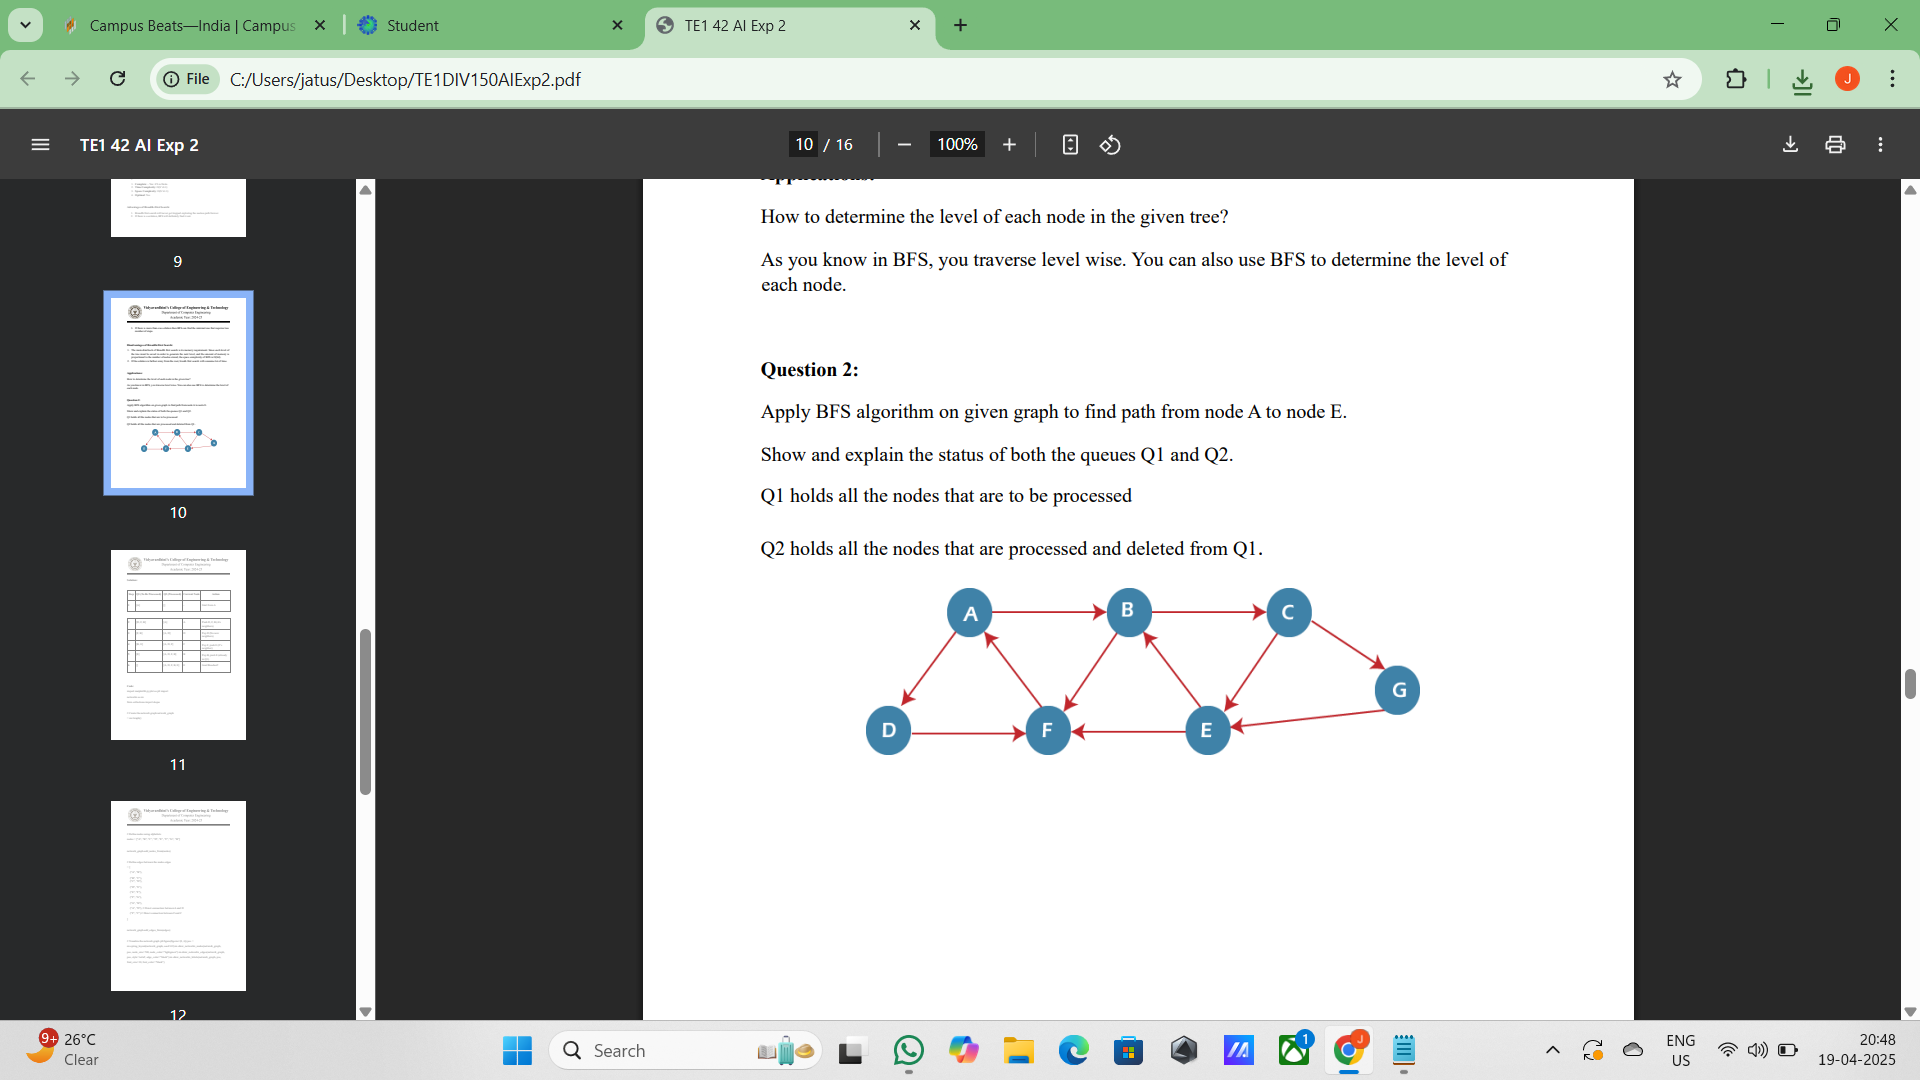 Campus Beats—India | Campus
Student
TE1 42 AI Exp 2
File
C:/Users/jatus/Desktop/TE1DIV150AIExp2.pdf
J
TE1 42 AI Exp 2
10 / 16
100%
9
10
11
12
How to determine the level of each node in the given tree?
As you know in BFS, you traverse level wise. You can also use BFS to determine the level of
each node.
Question 2:
Apply BFS algorithm on given graph to find path from node A to node E.
Show and explain the status of both the queues Q1 and Q2.
Q1 holds all the nodes that are to be processed
Q2 holds all the nodes that are processed and deleted from Q1.
A
B
C
G
D
F
E
9+
26°C
Clear
Search
1
J
ENG
US
20:48
19-04-2025